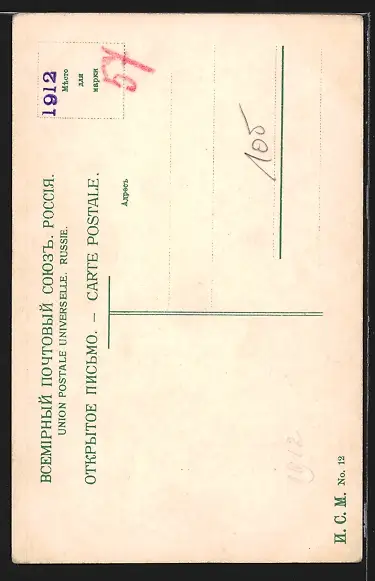 ВСЕМІРНЫЙ ПОЧТОВЫЙ СОЮЗЪ. РОССІЯ.
UNION POSTALE UNIVERSELLE. RUSSIE.
ОТКРЫТОЕ ПИСЬМО. – CARTE POSTALE.
1912
Мѣсто
для
марки
57
Адресъ
105
1912
И. С. М. No. 12